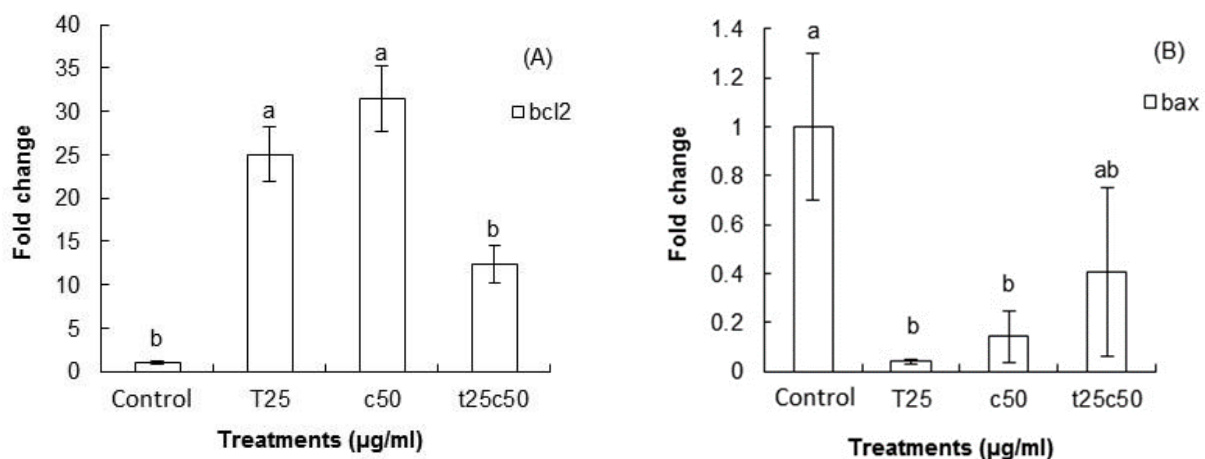 40
35
30
25
20
15
10
5
0
Fold change
(A)
bcl2
b
a
a
b
Control T25 c50 t25c50
Treatments (µg/ml)
1.4
1.2
1
0.8
0.6
0.4
0.2
0
Fold change
(B)
bax
a
b
b
ab
Control T25 c50 t25c50
Treatments (µg/ml)